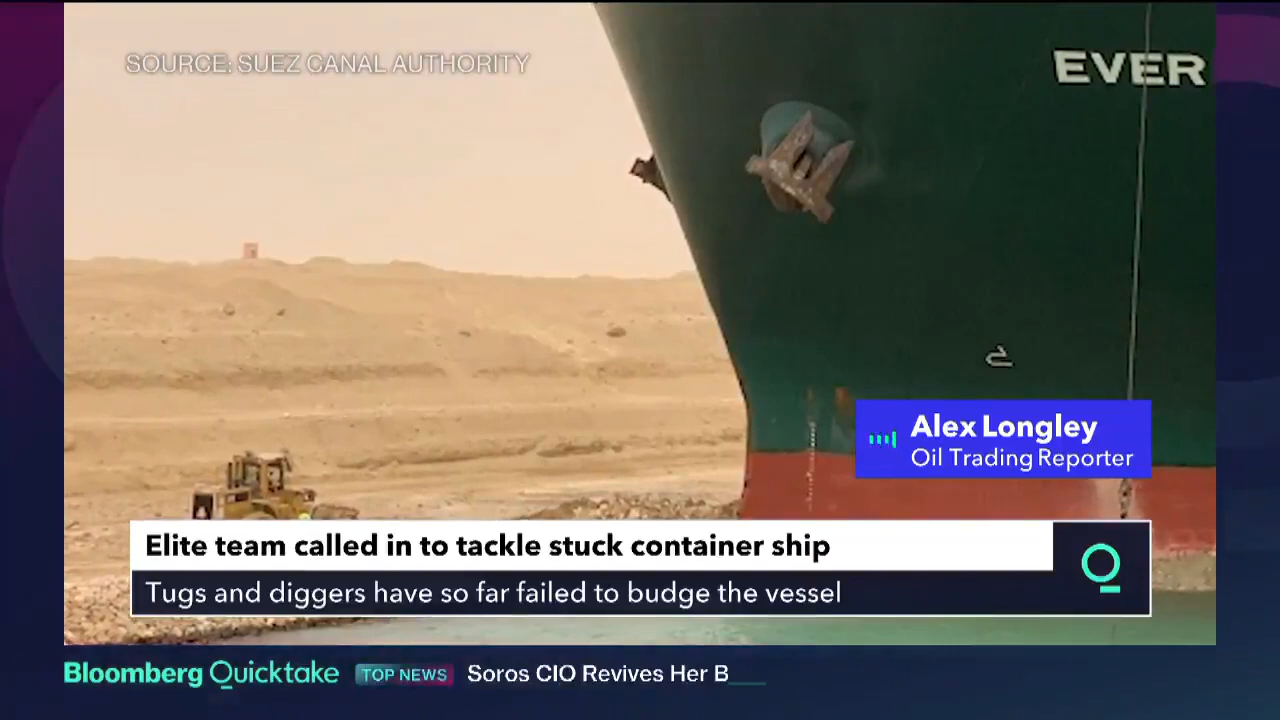 SOURCE: SUEZ CANAL AUTHORITY
EVER
Alex Longley
Oil Trading Reporter
Elite team called in to tackle stuck container ship
Tugs and diggers have so far failed to budge the vessel
Bloomberg Quicktake TOP NEWS Soros CIO Revives Her B